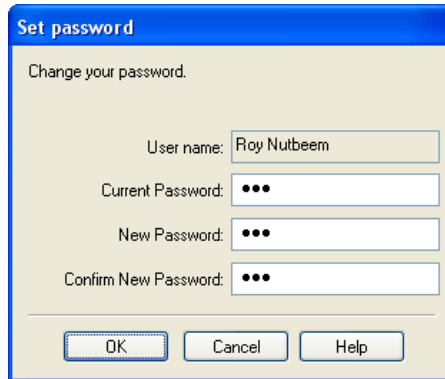 Set password
Change your password.
User name: Roy Nutbeem
Current Password: •••
New Password: •••
Confirm New Password: •••
OK Cancel Help